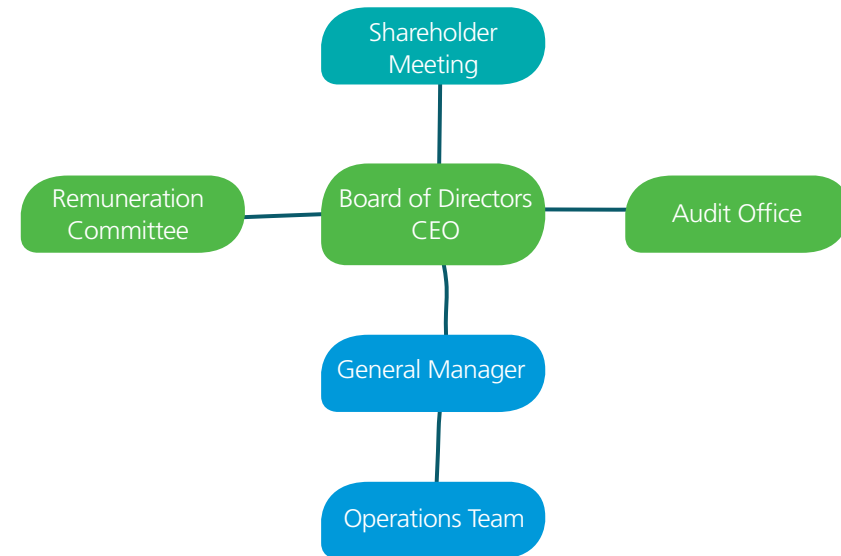 Shareholder
Meeting
Remuneration
Committee
Board of Directors
CEO
Audit Office
General Manager
Operations Team